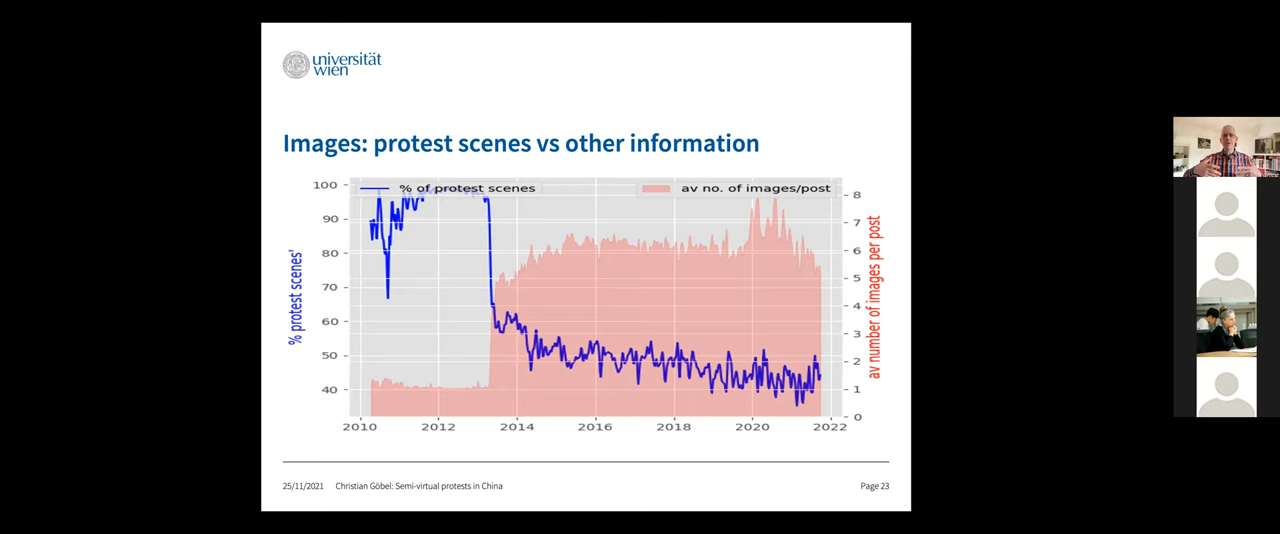 universität
wien
Images: protest scenes vs other information
% of protest scenes
av no. of images/post
100
90
80
70
60
50
40
% protest scenes'
8
7
6
5
4
3
2
1
0
av number of images per post
2010
2012
2014
2016
2018
2020
2022
25/11/2021 Christian Göbel: Semi-virtual protests in China
Page 23